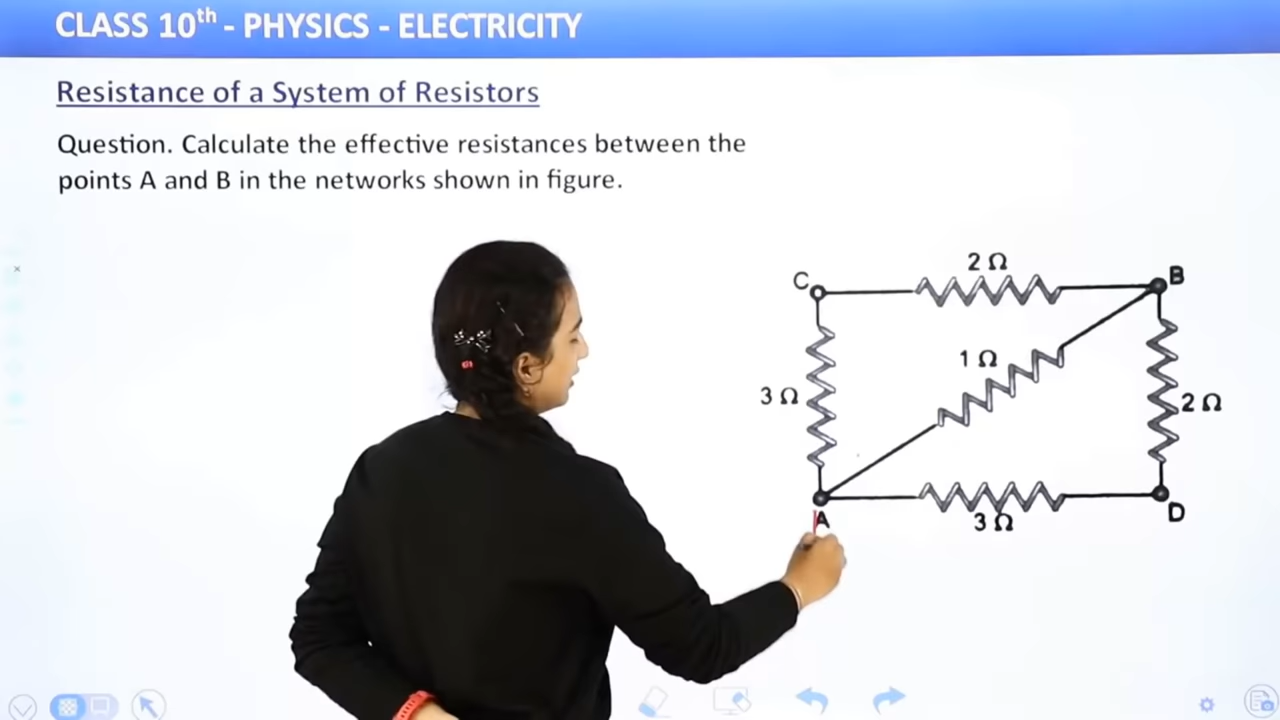 CLASS 10th - PHYSICS - ELECTRICITY
Resistance of a System of Resistors
Question. Calculate the effective resistances between the
points A and B in the networks shown in figure.
2 Ω
C
B
1 Ω
3 Ω
2 Ω
A
3 Ω
D